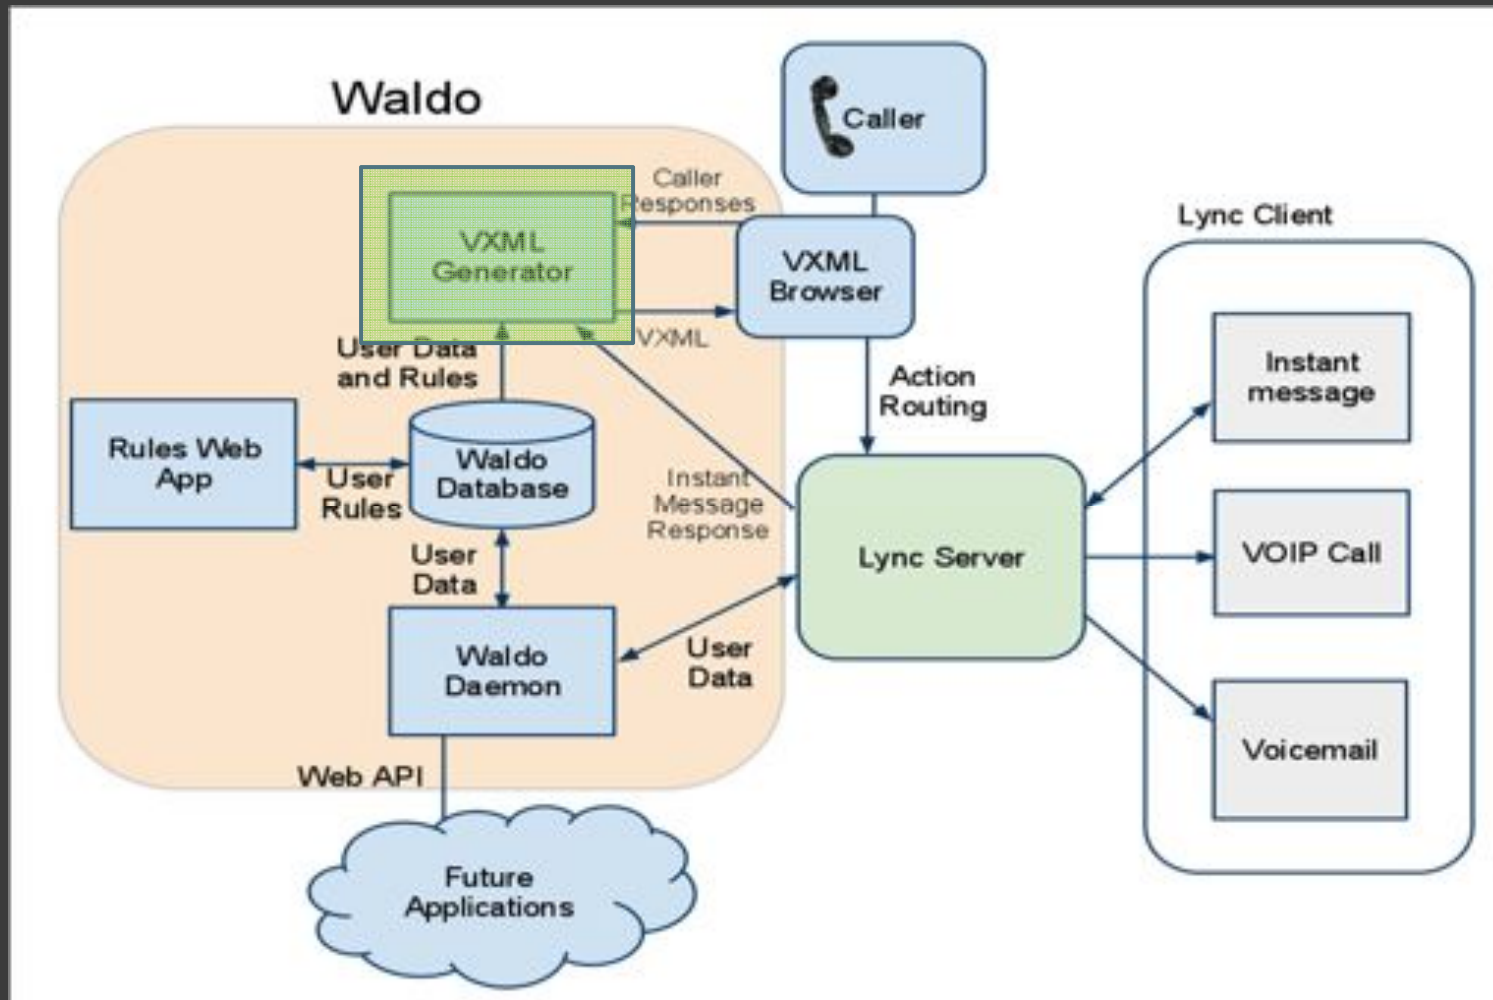 Waldo
Caller
Caller
Responses
VXML
Generator
VXML
Browser
VXML
Lync Client
User Data
and Rules
Action
Routing
Instant
message
Rules Web
App
User
Rules
Waldo
Database
Instant
Message
Response
Lync Server
VOIP Call
User
Data
Waldo
Daemon
User
Data
Voicemail
Web API
Future
Applications